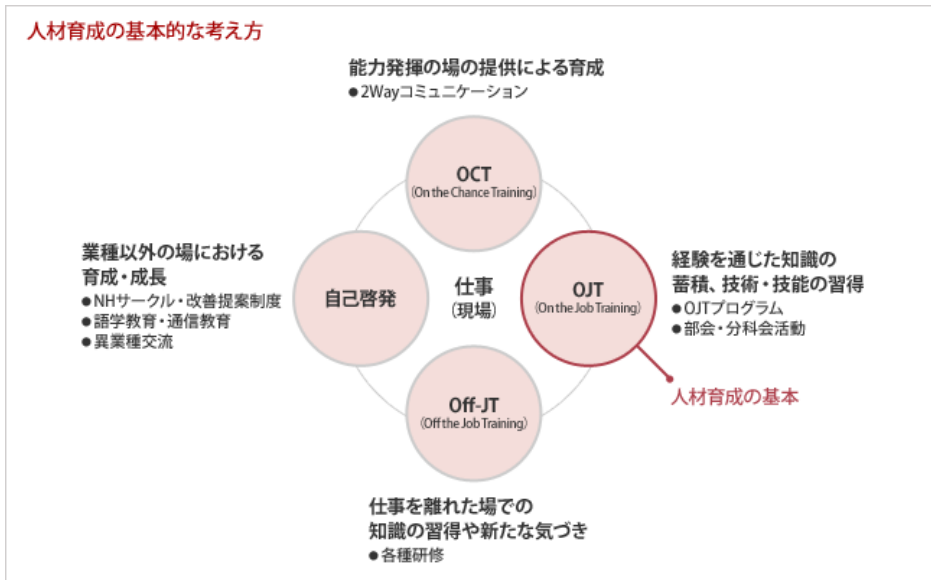 人材育成の基本的な考え方
能力発揮の場の提供による育成
●2Wayコミュニケーション
OCT
(On the Chance Training)
業種以外の場における
育成・成長
●NHサークル・改善提案制度
●語学教育・通信教育
●異業種交流
自己啓発
仕事
(現場)
OJT
(On the Job Training)
経験を通じた知識の
蓄積、技術・技能の習得
●OJTプログラム
●部会・分科会活動
人材育成の基本
Off-JT
(Off the Job Training)
仕事を離れた場での
知識の習得や新たな気づき
●各種研修